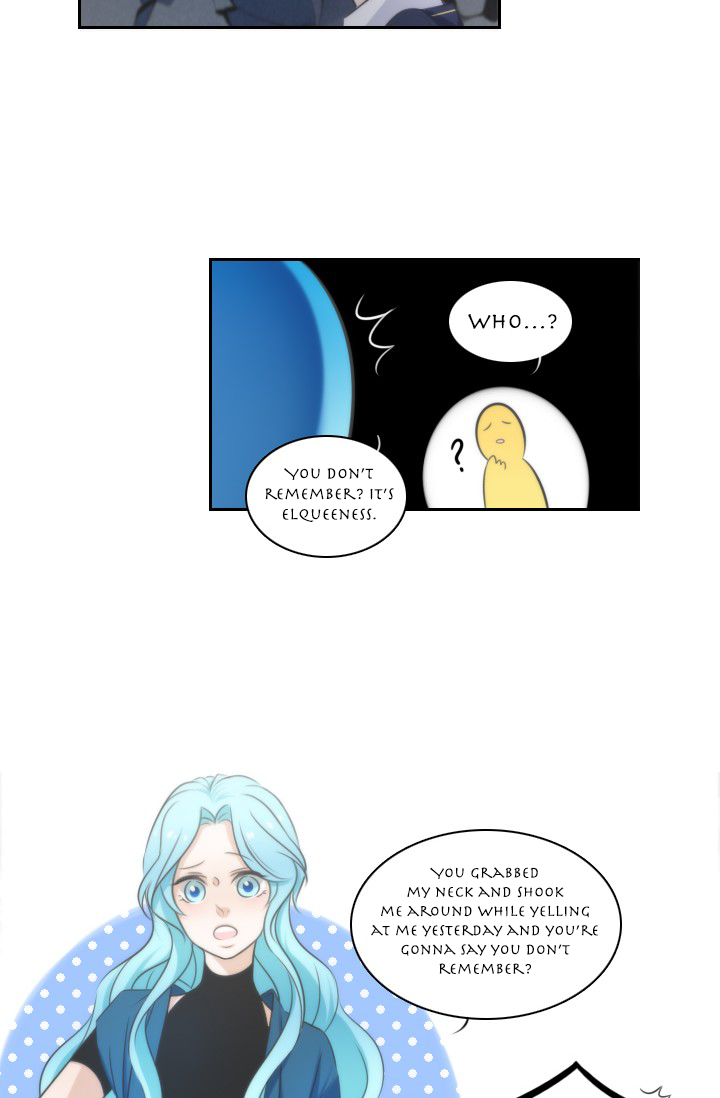 WHO...?
?
YOU DON'T
REMEMBER? IT'S
ELQUEENESS.
YOU GRABBED
MY NECK AND SHOOK
ME AROUND WHILE YELLING
AT ME YESTERDAY AND YOU'RE
GONNA SAY YOU DON'T
REMEMBER?